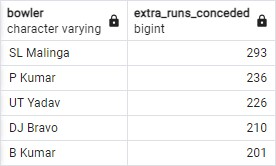 bowler extra_runs_conceded
character varying bigint
SL Malinga 293
P Kumar 236
UT Yadav 226
DJ Bravo 210
B Kumar 201